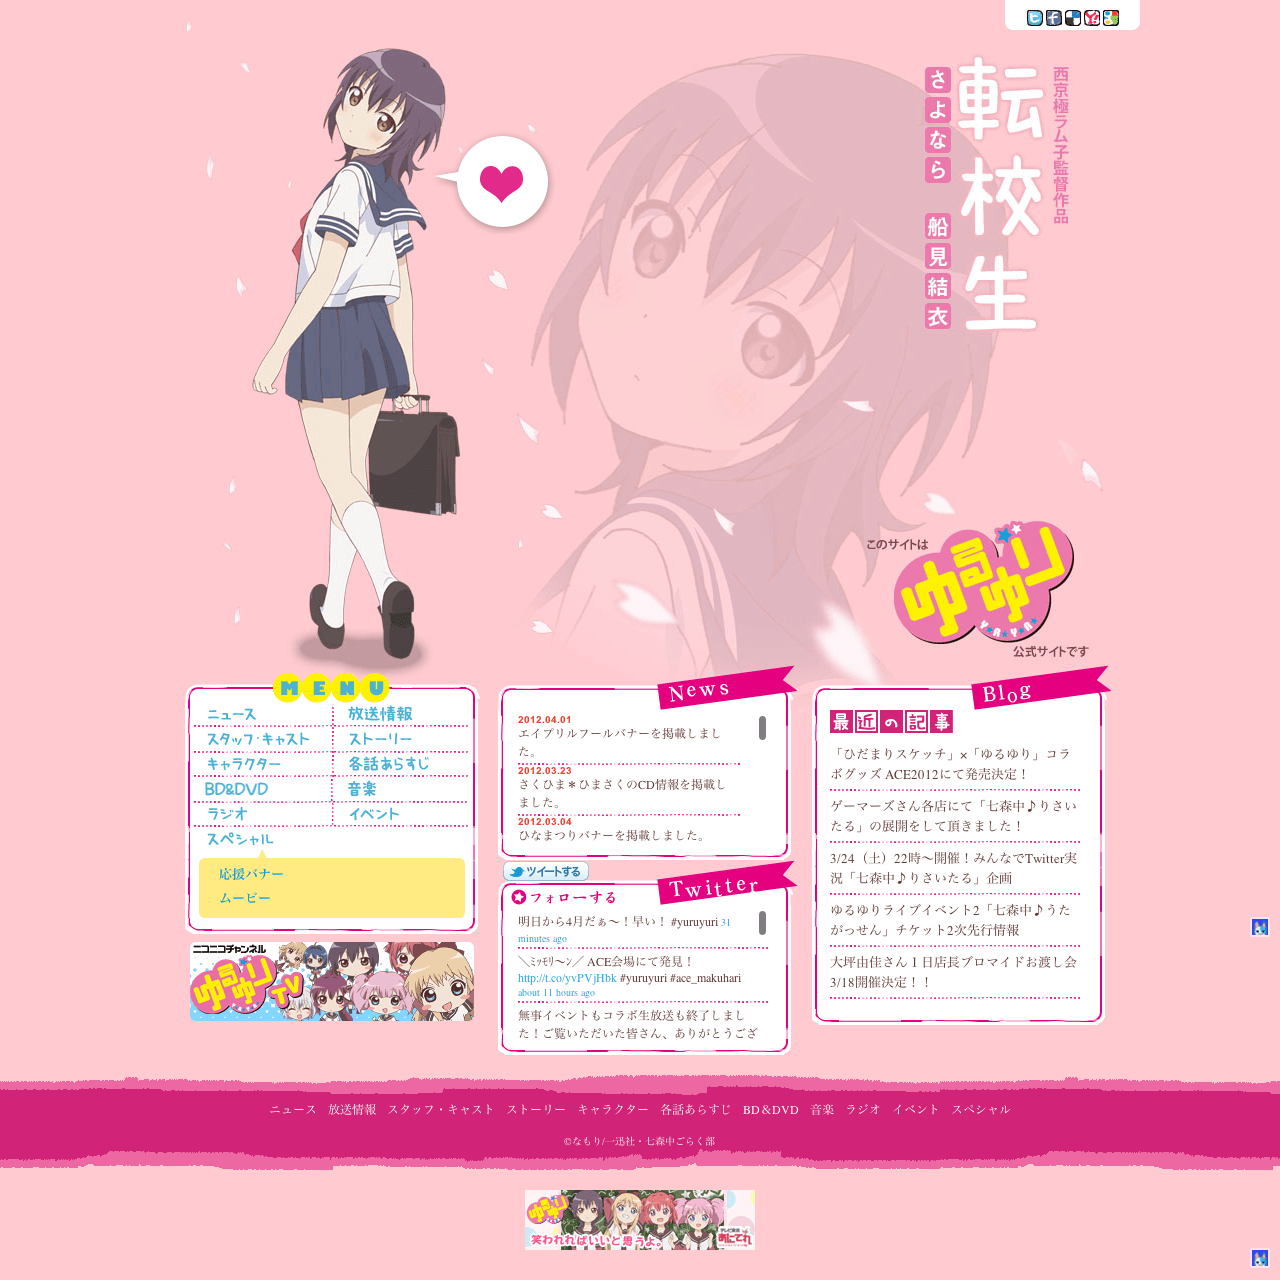 西京極ラム子監督作品
転校生
さよなら 船見結衣
このサイトは
ゆるゆり
YRYR
公式サイトです
MENU
ニュース
放送情報
スタッフ・キャスト
ストーリー
キャラクター
各話あらすじ
BD&DVD
音楽
ラジオ
イベント
スペシャル
応援バナー
ムービー
ニコニコチャンネル
ゆるゆりTV
News
2012.04.01
エイプリルフールバナーを掲載しまし
た。
2012.03.23
さくひま＊ひまさくのCD情報を掲載し
ました。
2012.03.04
ひなまつりバナーを掲載しました。
ツイートする
Twitter
フォローする
明日から4月だぁ～！早い！ #yuruyuri 31
minutes ago
＼ﾐｯﾓﾘ～ﾝ／ ACE会場にて発見！
http://t.co/yvPVjHbk #yuruyuri #ace_makuhari
about 11 hours ago
無事イベントもコラボ生放送も終了しまし
た！ご覧いただいた皆さん、ありがとうござ
Blog
最近の記事
「ひだまりスケッチ」×「ゆるゆり」コラ
ボグッズ ACE2012にて発売決定！
ゲーマーズさん各店にて「七森中♪りさい
たる」の展開をして頂きました！
3/24（土）22時～開催！みんなでTwitter実
況「七森中♪りさいたる」企画
ゆるゆりライブイベント2「七森中♪うた
がっせん」チケット2次先行情報
大坪由佳さん１日店長ブロマイドお渡し会
3/18開催決定！！
ニュース 放送情報 スタッフ・キャスト ストーリー キャラクター 各話あらすじ BD＆DVD 音楽 ラジオ イベント スペシャル
©なもり/一迅社・七森中ごらく部
ゆるゆり
笑われればいいと思うよ。
テレビ東京
あにてれ